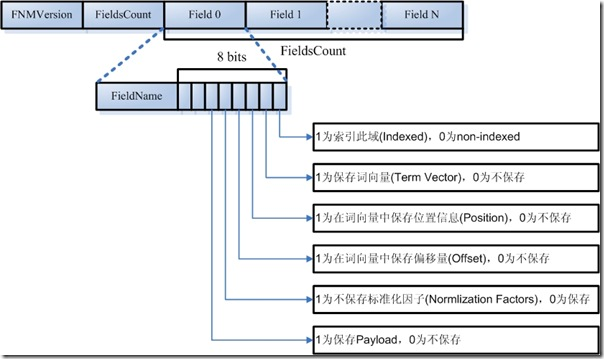 FNMVersion FieldsCount Field 0 Field 1 Field N
FieldsCount
8 bits
FieldName
1为索引此域(Indexed)，0为non-indexed
1为保存词向量(Term Vector)，0为不保存
1为在词向量中保存位置信息(Position)，0为不保存
1为在词向量中保存偏移量(Offset)，0为不保存
1为不保存标准化因子(Normlization Factors)，0为保存
1为保存Payload，0为不保存